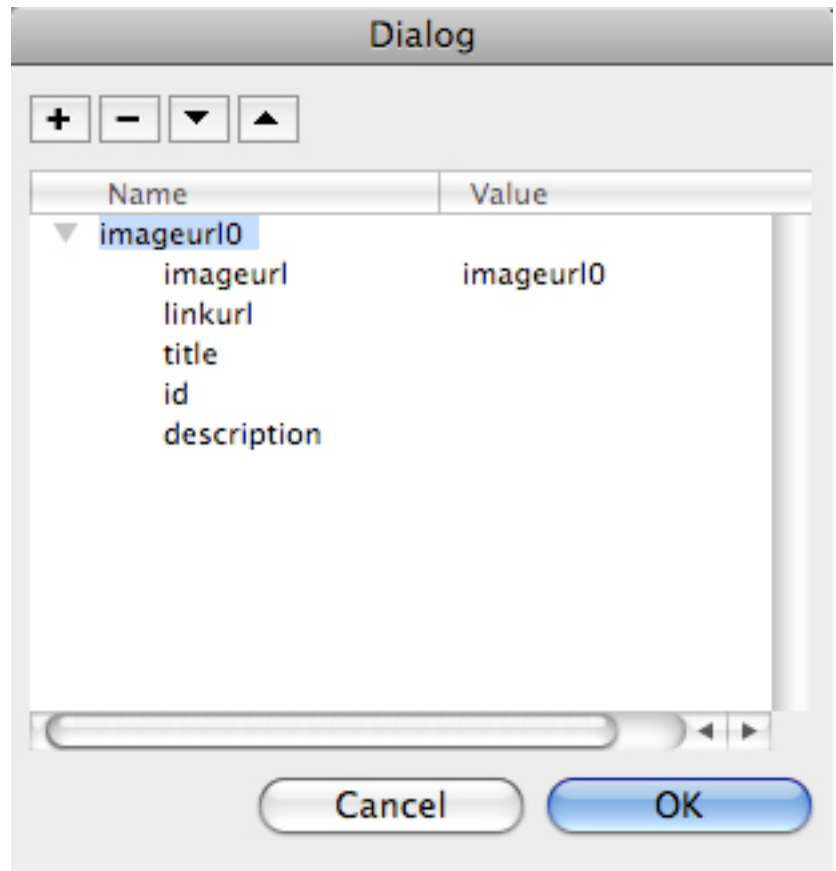 Dialog
+ −
Name Value
imageurl0
imageurl imageurl0
linkurl
title
id
description
Cancel OK